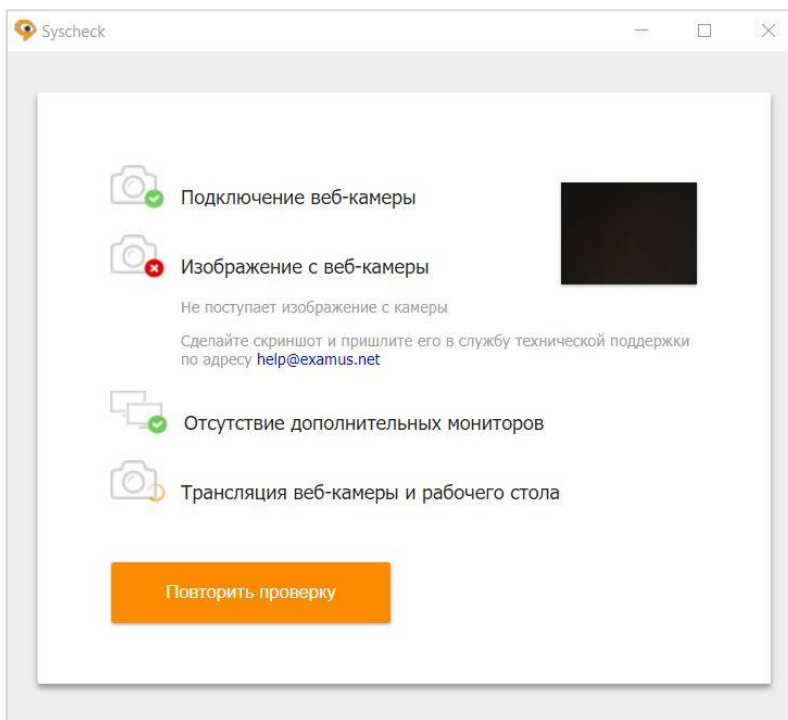 Syscheck
Подключение веб-камеры
Изображение с веб-камеры
Не поступает изображение с камеры
Сделайте скриншот и пришлите его в службу технической поддержки
по адресу help@examus.net
Отсутствие дополнительных мониторов
Трансляция веб-камеры и рабочего стола
Повторить проверку